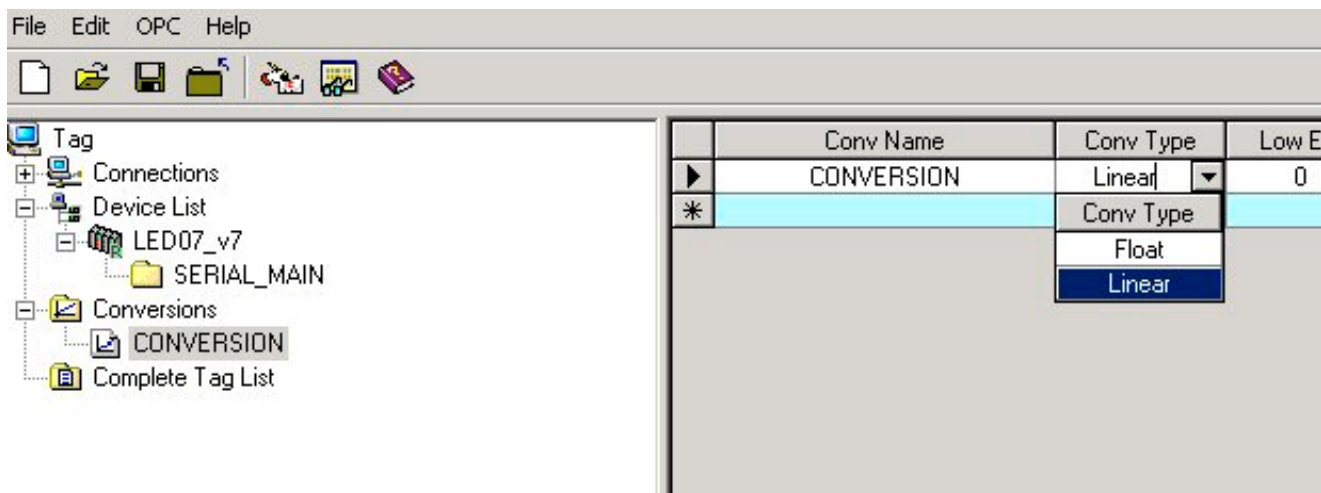 File Edit OPC Help
Tag
Connections
Device List
LED07_v7
SERIAL_MAIN
Conversions
CONVERSION
Complete Tag List
Conv Name Conv Type Low E
CONVERSION Linear 0
Conv Type
Float
Linear